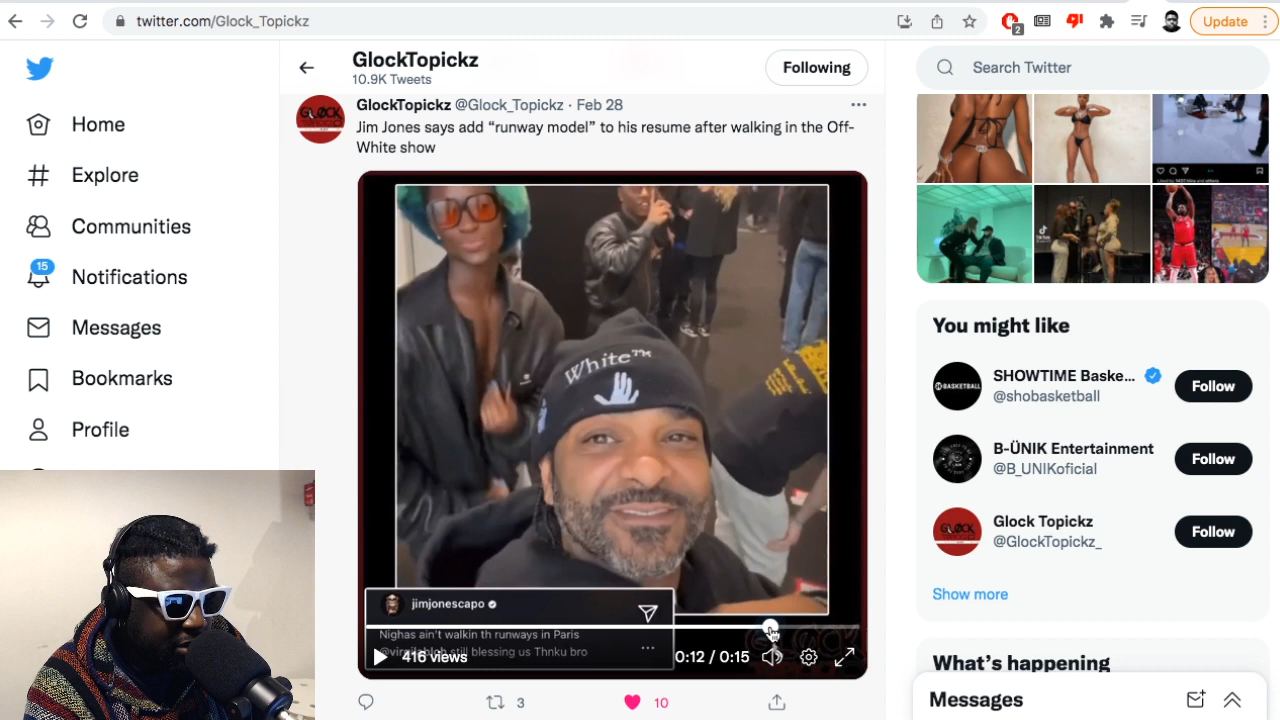 twitter.com/Glock_Topickz
2
Update
Home
Explore
Communities
15
Notifications
Messages
Bookmarks
Profile
GlockTopickz
10.9K Tweets
Following
GlockTopickz @Glock_Topickz · Feb 28
Jim Jones says add “runway model” to his resume after walking in the Off-
White show
White™
jimjonescapo
Nighas ain't walkin th runways in Paris
still blessing us Thnku bro
416 views
0:12 / 0:15
3
10
Search Twitter
You might like
SHOWTIME Baske...
@shobasketball
Follow
B-ÜNIK Entertainment
@B_UNIKoficial
Follow
Glock Topickz
@GlockTopickz_
Follow
Show more
What's happening
Messages